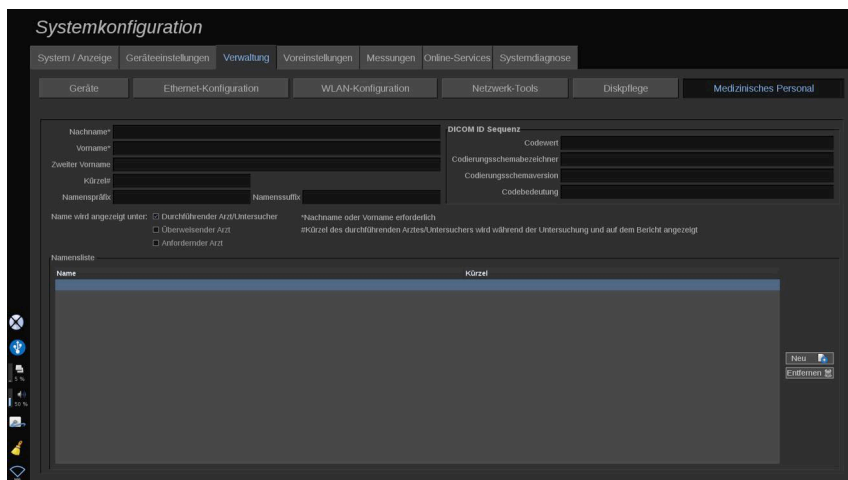 Systemkonfiguration
System / Anzeige Geräteeinstellungen Verwaltung Voreinstellungen Messungen Online-Services Systemdiagnose
Geräte Ethernet-Konfiguration WLAN-Konfiguration Netzwerk-Tools Diskpflege Medizinisches Personal
Nachname*
Vorname*
Zweiter Vorname
Kürzel#
Namenspräfix Namenssuffix
DICOM ID Sequenz
Codewert
Codierungsschemabezeichner
Codierungsschemaversion
Codebedeutung
Name wird angezeigt unter: Durchführender Arzt/Untersucher *Nachname oder Vorname erforderlich
Überweisender Arzt #Kürzel des durchführenden Arztes/Untersuchers wird während der Untersuchung und auf dem Bericht angezeigt
Anfordernder Arzt
Namensliste
Name Kürzel
Neu
Entfernen
5 %
50 %